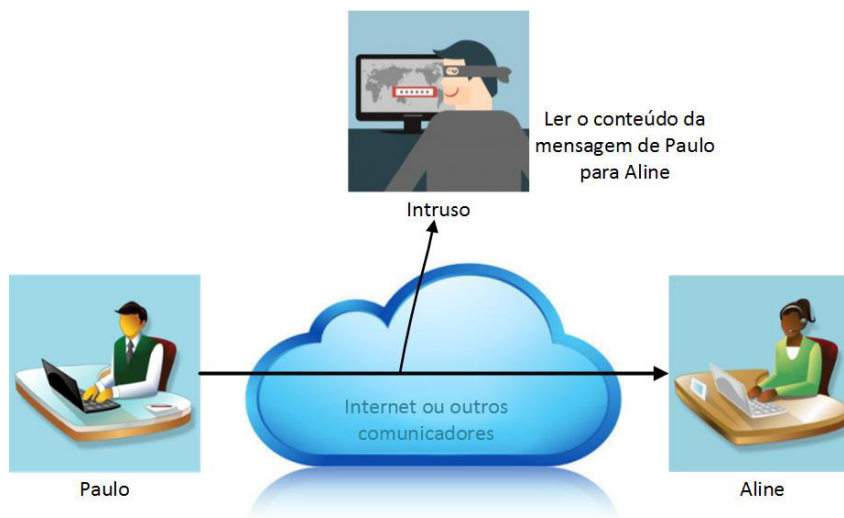 Ler o conteúdo da
mensagem de Paulo
para Aline
Intruso
Internet ou outros
comunicadores
Paulo
Aline